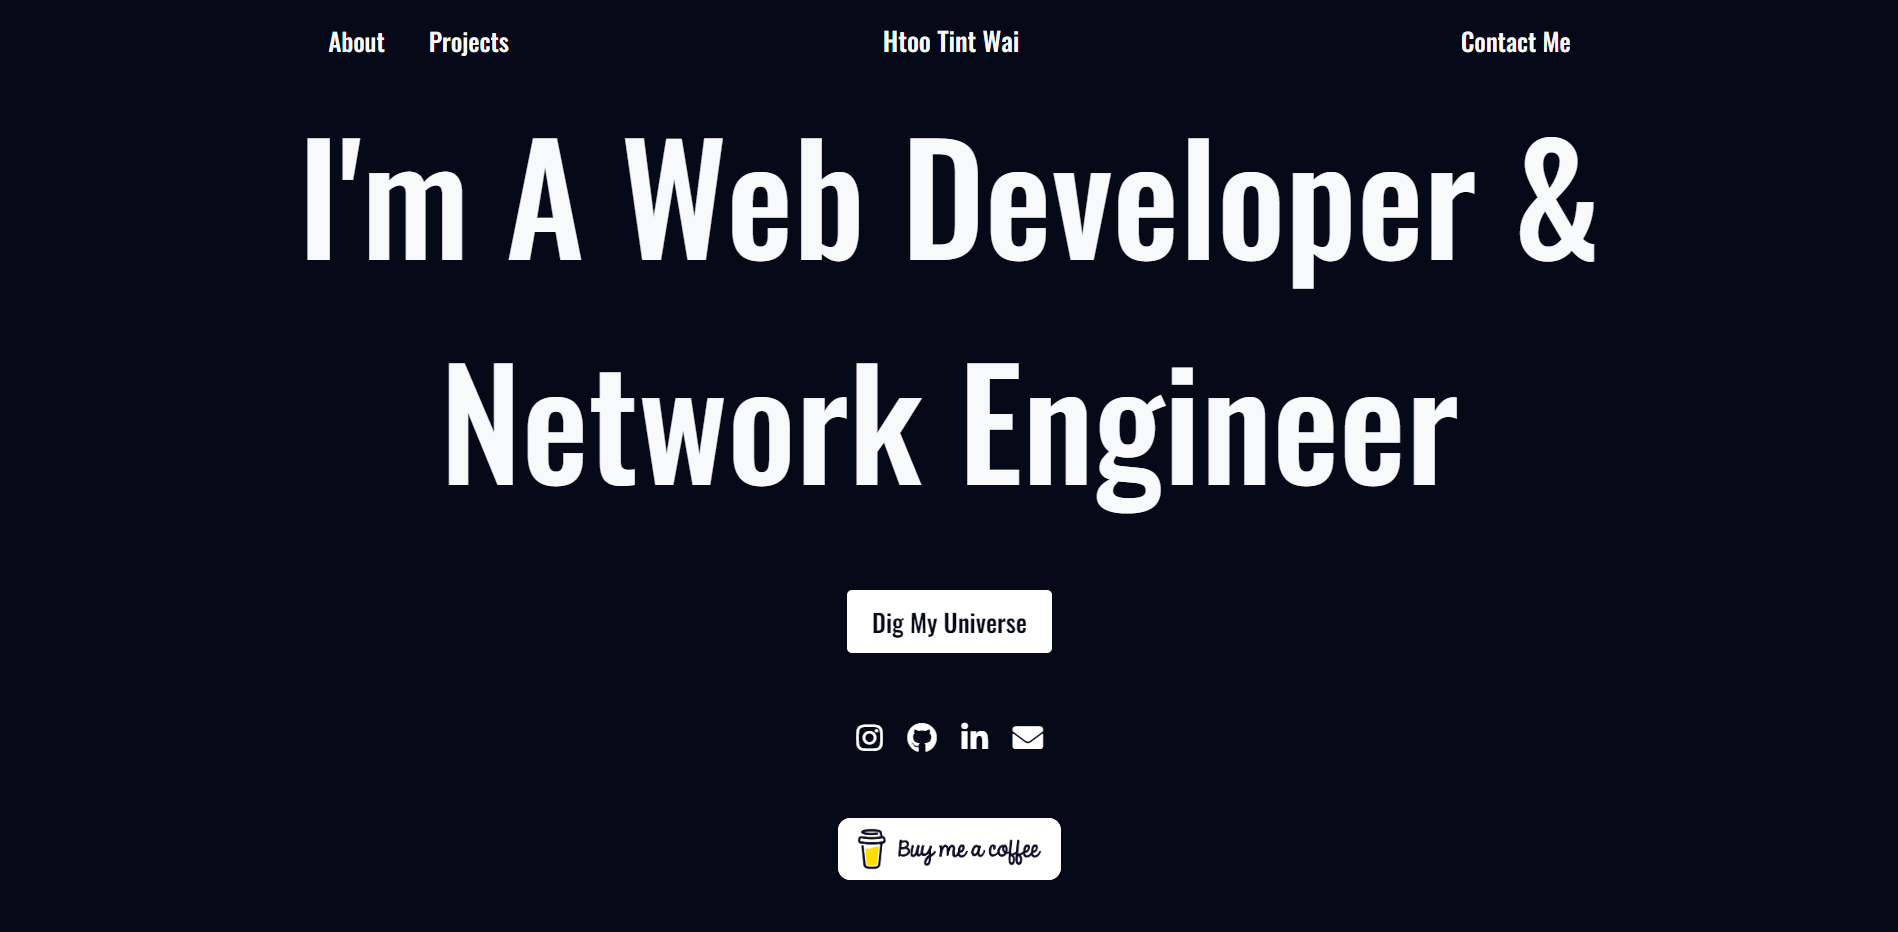 About Projects Htoo Tint Wai Contact Me
I'm A Web Developer &
Network Engineer
Dig My Universe
Buy me a coffee